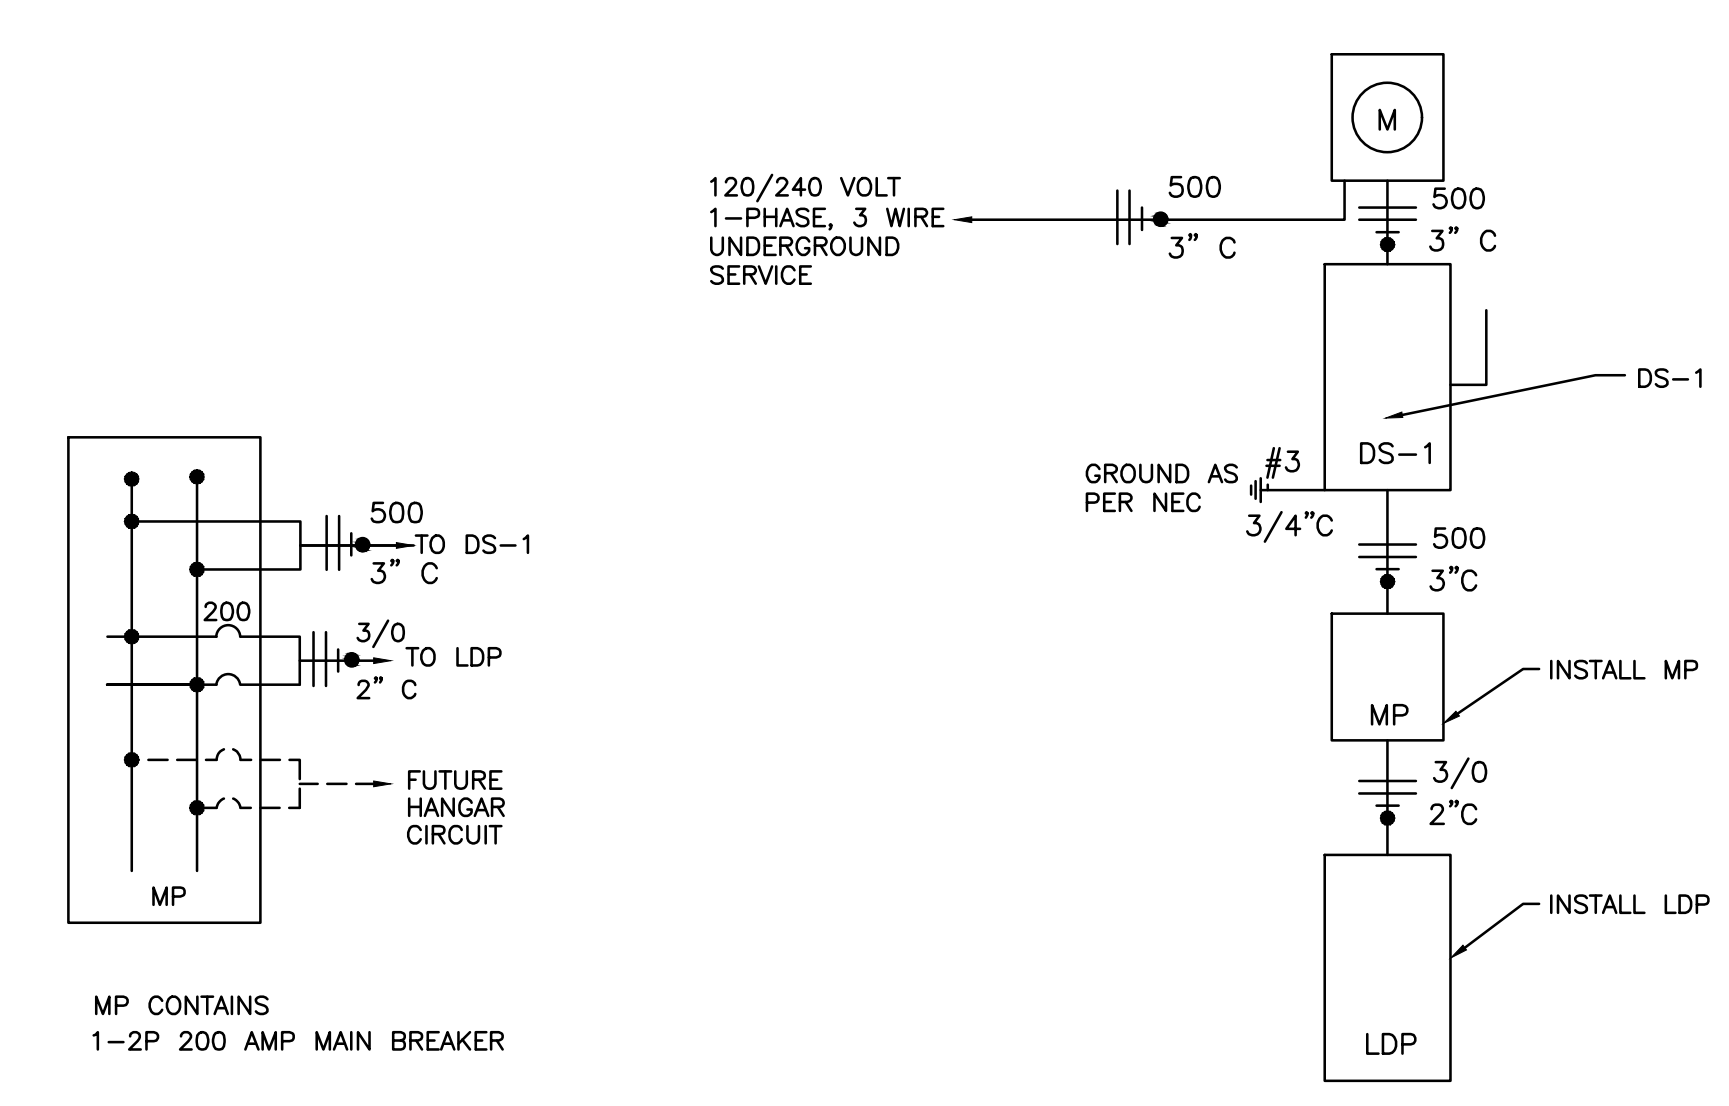 M
120/240 VOLT
1-PHASE, 3 WIRE
UNDERGROUND
SERVICE
500
3" C
500
3" C
DS-1
DS-1
GROUND AS
PER NEC
#3
3/4"C
500
3"C
MP
INSTALL MP
3/0
2"C
INSTALL LDP
LDP
500
TO DS-1
3" C
200
3/0
TO LDP
2" C
FUTURE
HANGAR
CIRCUIT
MP
MP CONTAINS
1-2P 200 AMP MAIN BREAKER